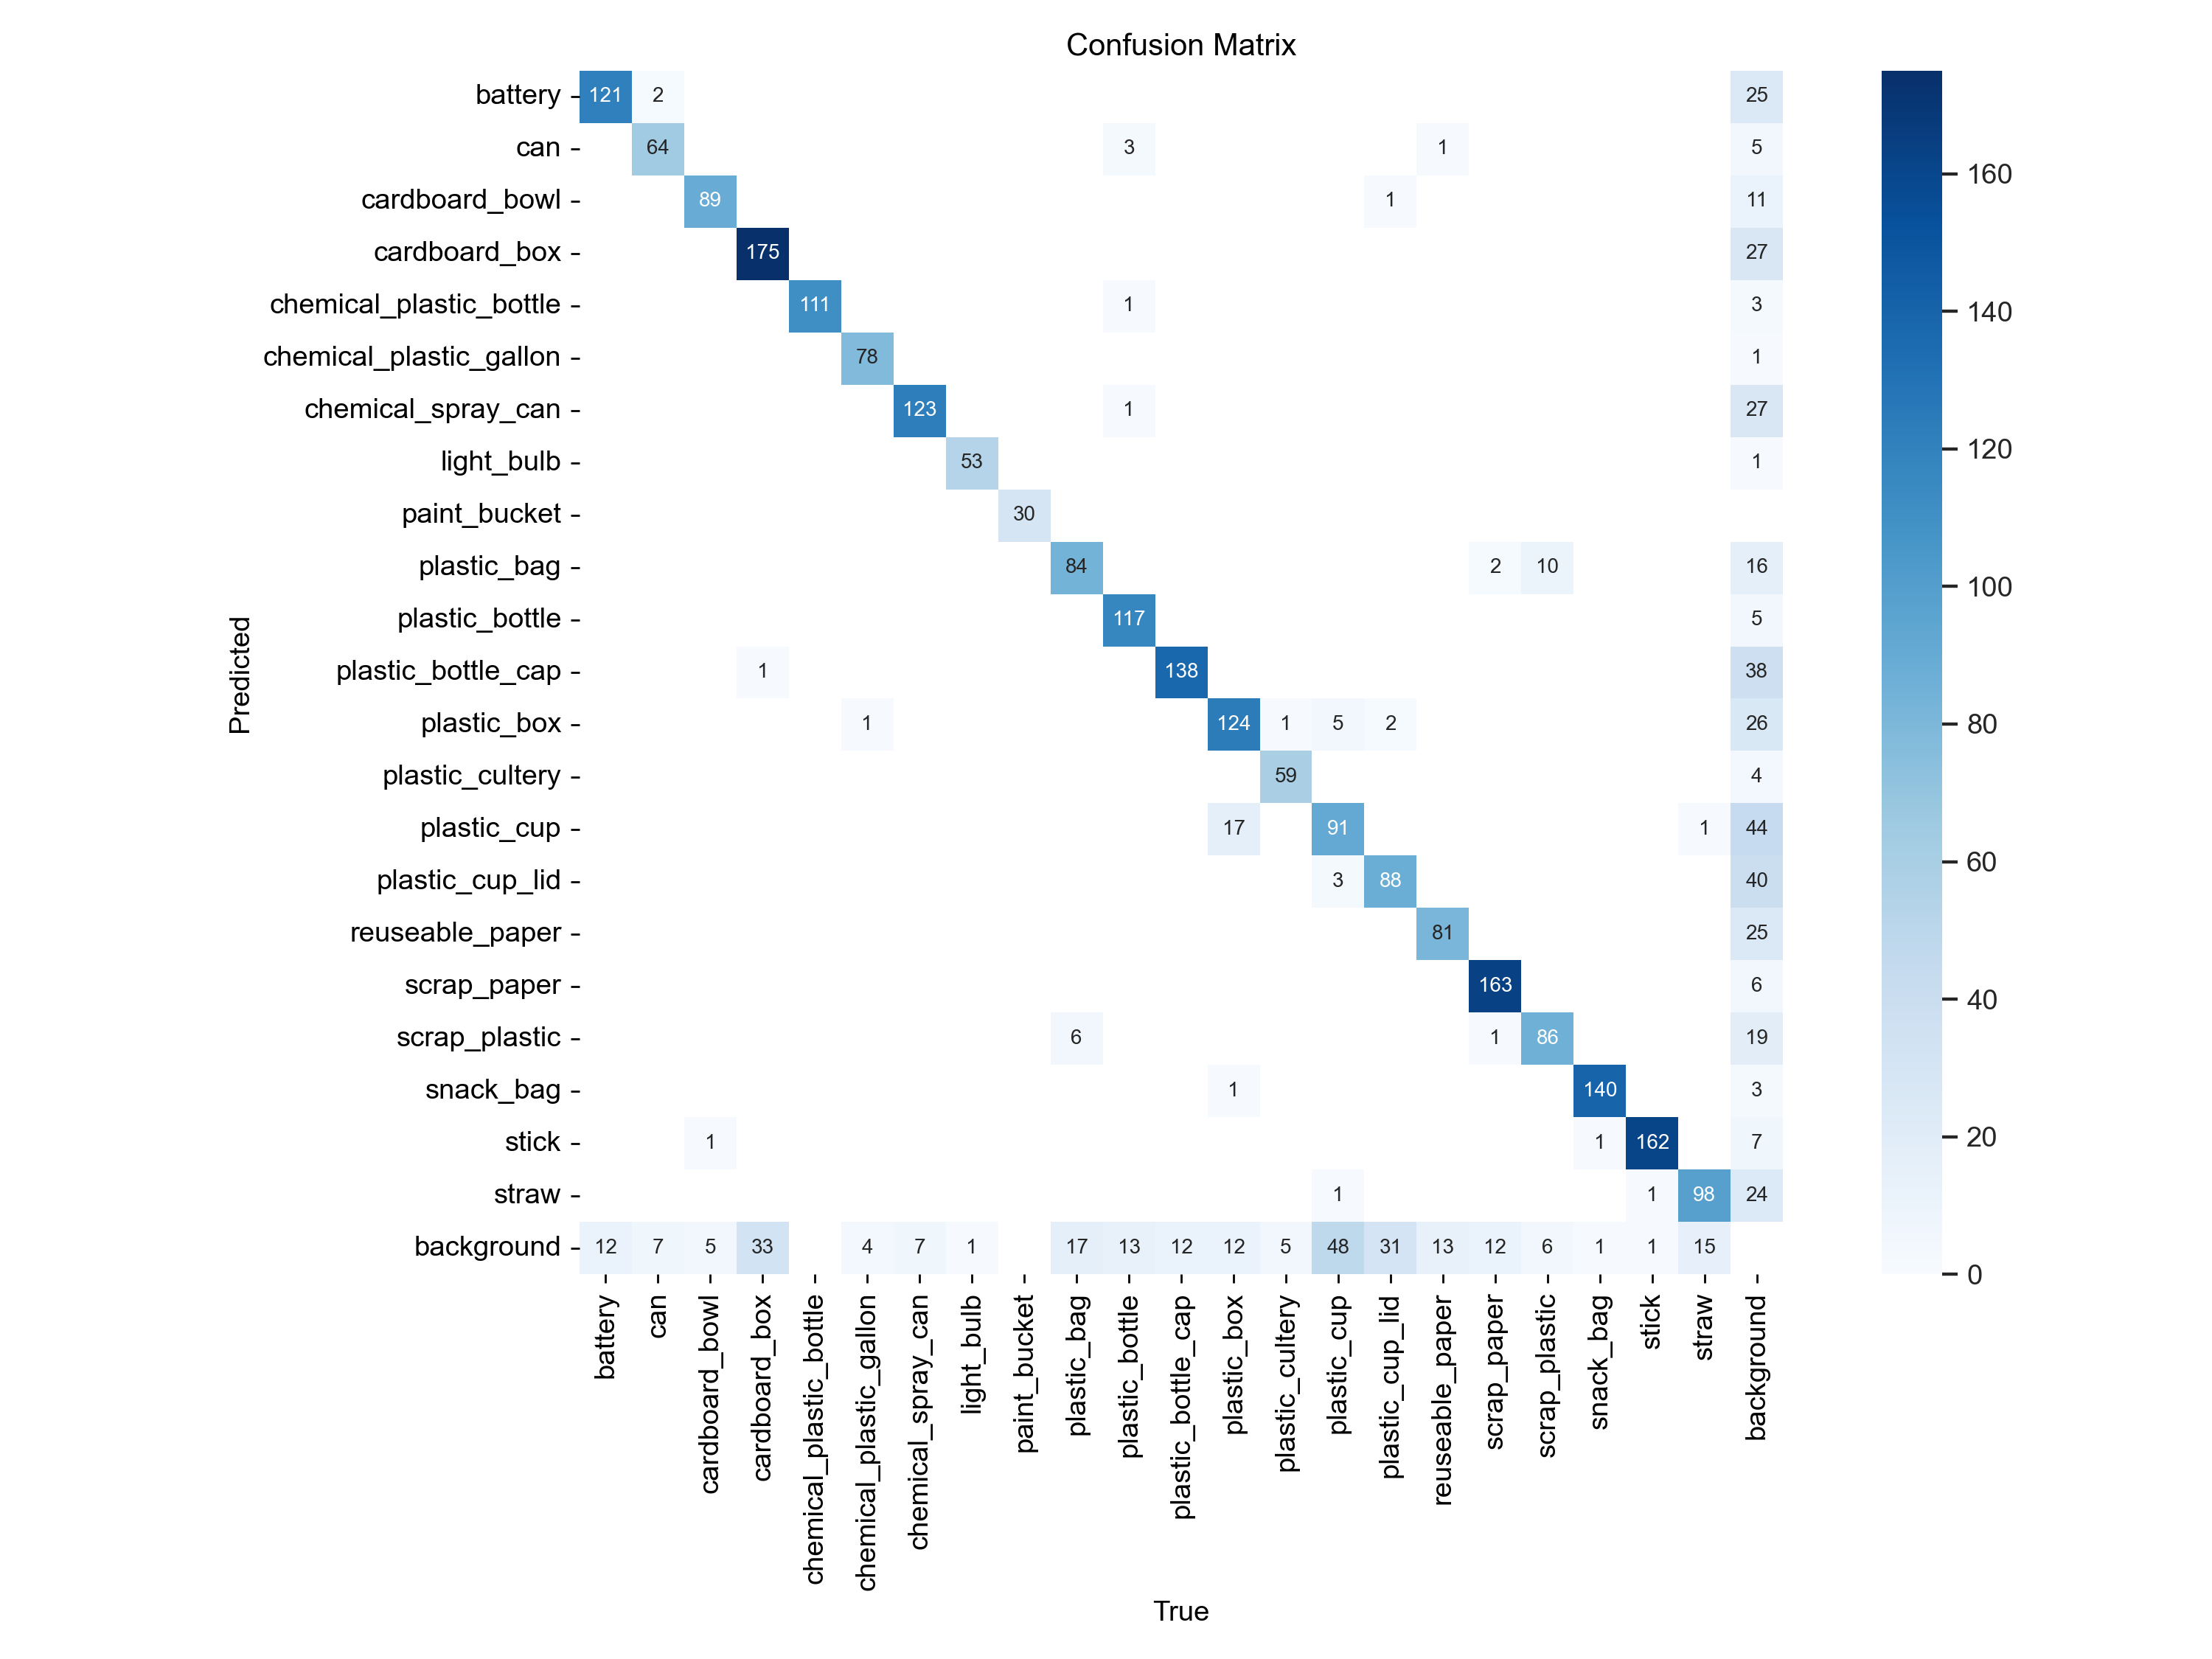 Confusion Matrix
battery 121 2 25
can 64 3 1 5
cardboard_bowl 89 1 11
cardboard_box 175 27
chemical_plastic_bottle 111 1 3
chemical_plastic_gallon 78 1
chemical_spray_can 123 1 27
light_bulb 53 1
paint_bucket 30
plastic_bag 84 2 10 16
plastic_bottle 117 5
plastic_bottle_cap 1 138 38
plastic_box 1 124 1 5 2 26
plastic_cultery 59 4
plastic_cup 17 91 1 44
plastic_cup_lid 3 88 40
reuseable_paper 81 25
scrap_paper 163 6
scrap_plastic 6 1 86 19
snack_bag 1 140 3
stick 1 1 162 7
straw 1 1 98 24
background 12 7 5 33 4 7 1 17 13 12 12 5 48 31 13 12 6 1 1 15
Predicted
battery
can
cardboard_bowl
cardboard_box
chemical_plastic_bottle
chemical_plastic_gallon
chemical_spray_can
light_bulb
paint_bucket
plastic_bag
plastic_bottle
plastic_bottle_cap
plastic_box
plastic_cultery
plastic_cup
plastic_cup_lid
reuseable_paper
scrap_paper
scrap_plastic
snack_bag
stick
straw
background
True
160
140
120
100
80
60
40
20
0